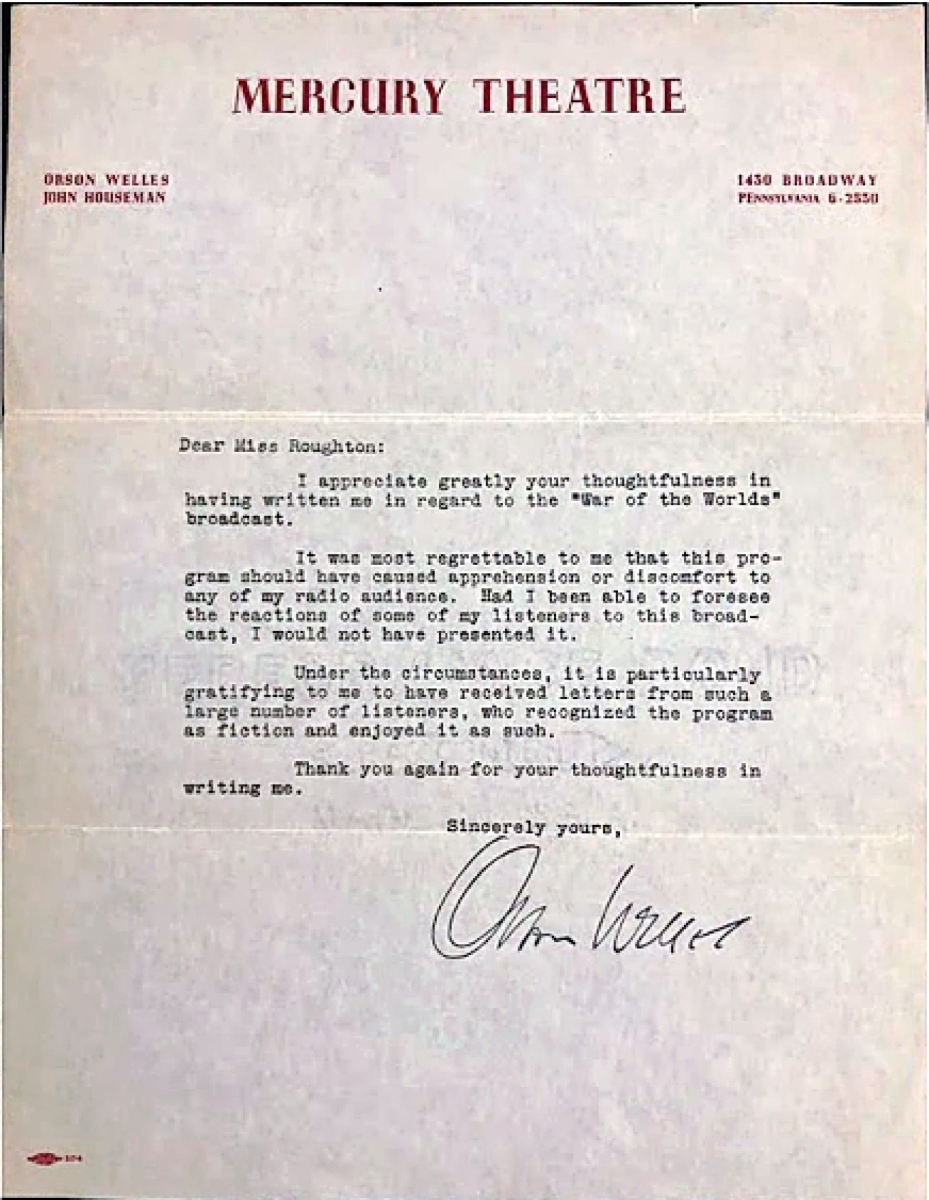 MERCURY THEATRE
ORSON WELLES
JOHN HOUSEMAN
1430 BROADWAY
PENNSYLVANIA 6-2550
Dear Miss Roughton:
I appreciate greatly your thoughtfulness in
having written me in regard to the "War of the Worlds"
broadcast.
It was most regrettable to me that this pro-
gram should have caused apprehension or discomfort to
any of my radio audience. Had I been able to foresee
the reactions of some of my listeners to this broad-
cast, I would not have presented it.
Under the circumstances, it is particularly
gratifying to me to have received letters from such a
large number of listeners, who recognized the program
as fiction and enjoyed it as such.
Thank you again for your thoughtfulness in
writing me.
Sincerely yours,
Orson Welles